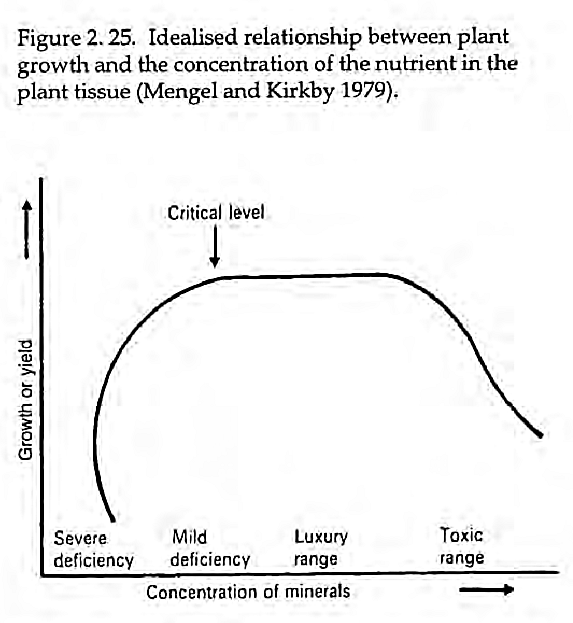 Figure 2. 25. Idealised relationship between plant
growth and the concentration of the nutrient in the
plant tissue (Mengel and Kirkby 1979).
Critical level
Growth or yield
Severe deficiency
Mild deficiency
Luxury range
Toxic range
Concentration of minerals